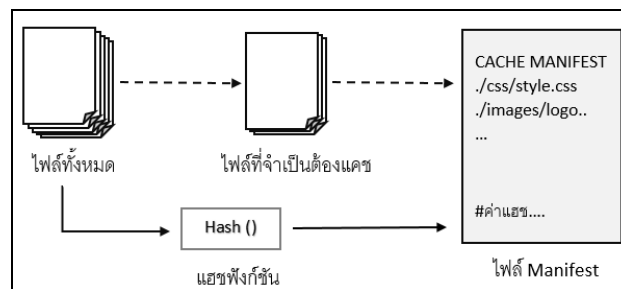 CACHE MANIFEST
./css/style.css
./images/logo..
...
ไฟล์ทั้งหมด
ไฟล์ที่จำเป็นต้องแคช
#ค่าแฮช....
Hash ()
แฮชฟังก์ชัน
ไฟล์ Manifest